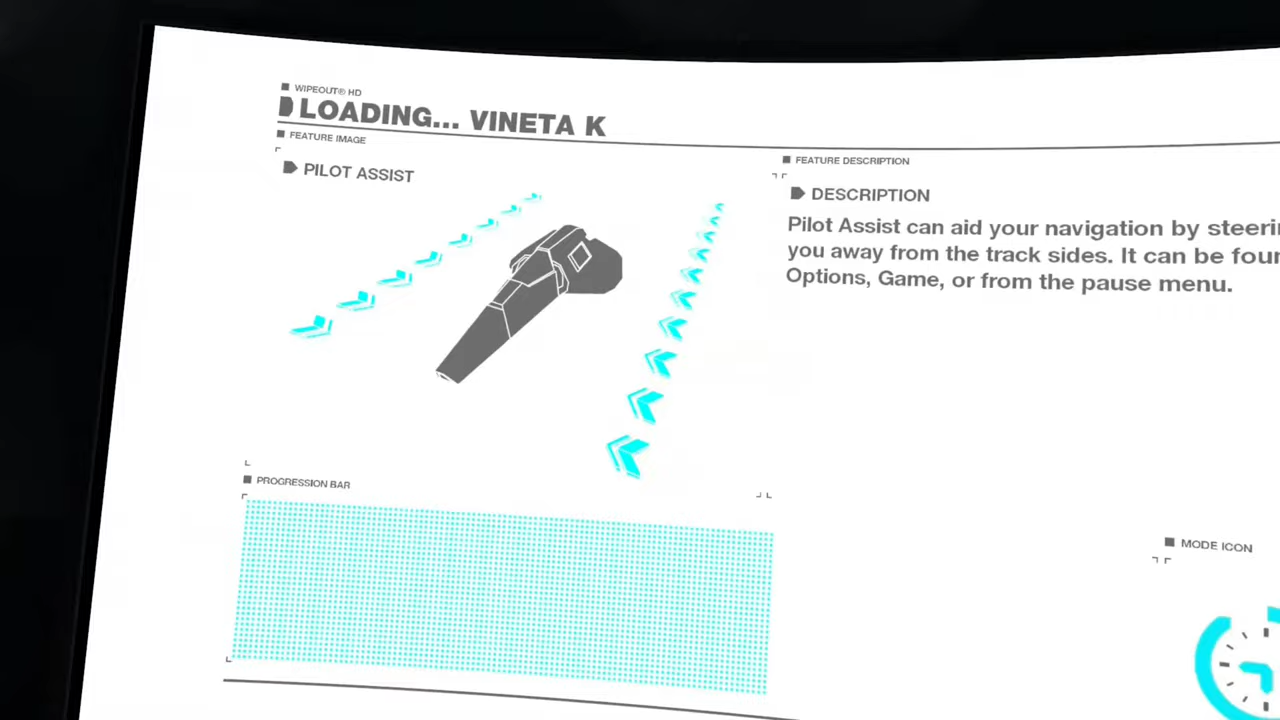 WIPEOUT® HD
LOADING... VINETA K
FEATURE IMAGE
PILOT ASSIST
FEATURE DESCRIPTION
DESCRIPTION
Pilot Assist can aid your navigation by
you away from the track sides. It can be
Options, Game, or from the pause menu.
PROGRESSION BAR
MODE ICON